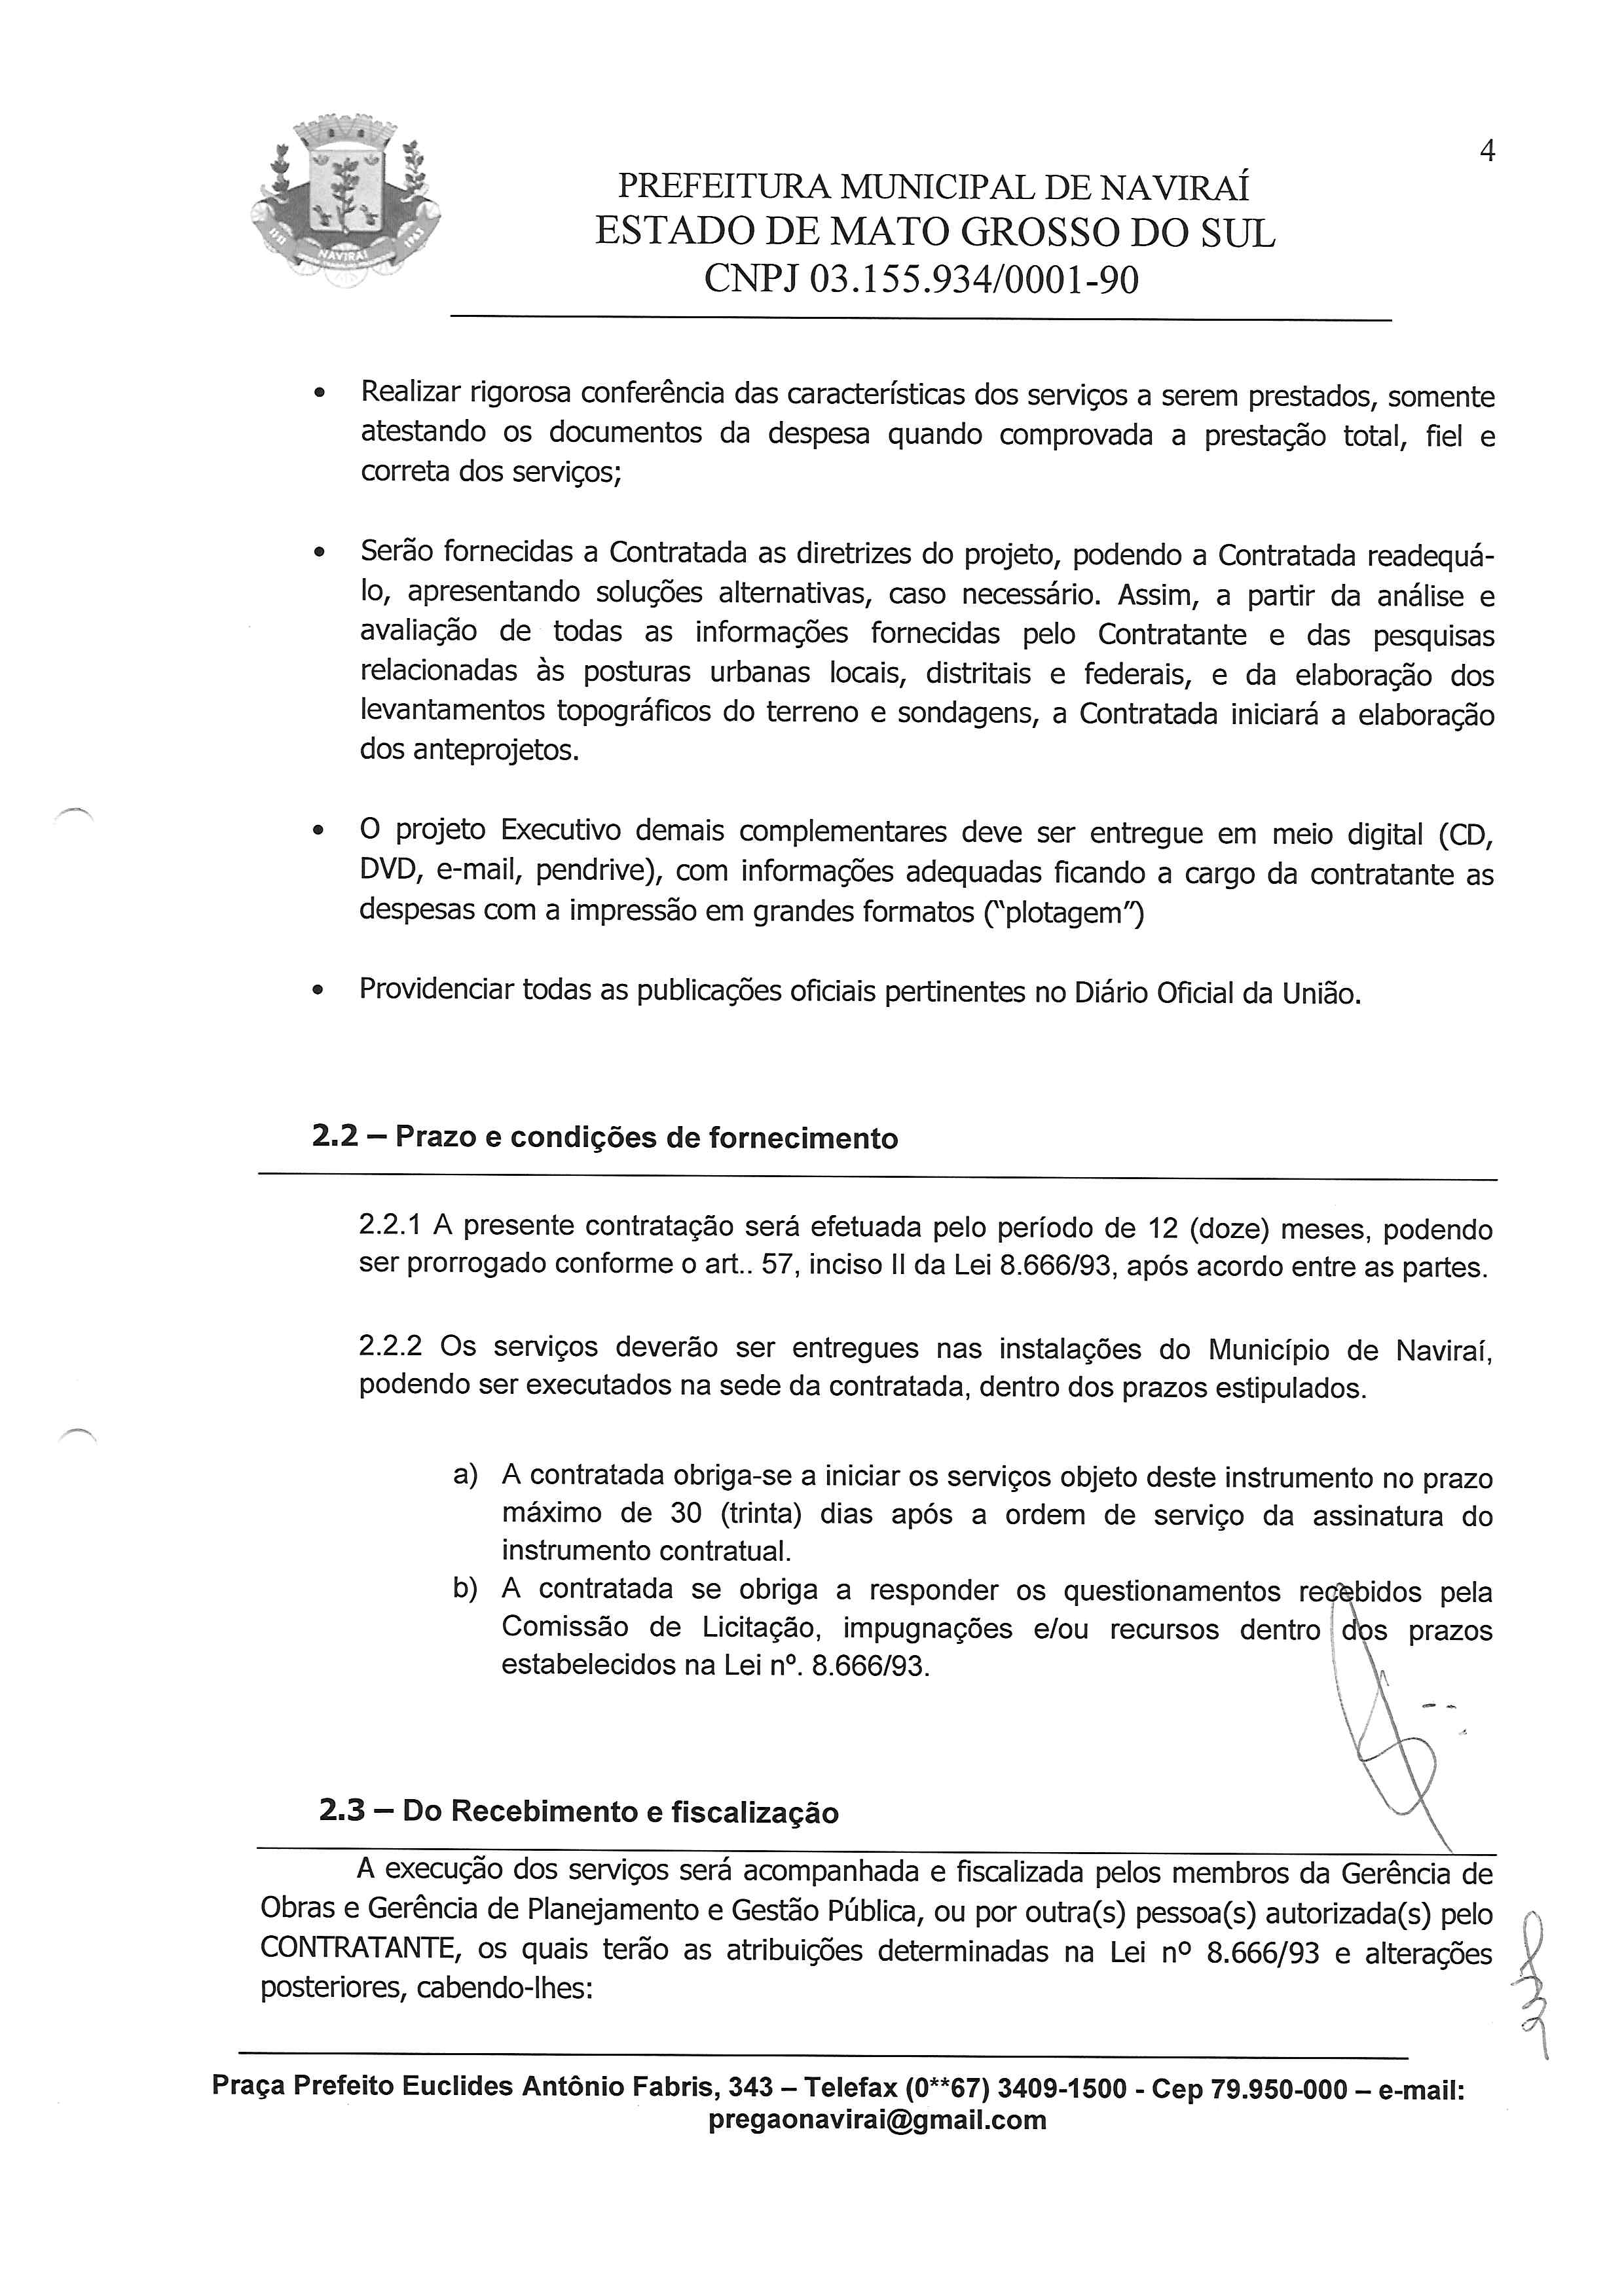 4
PREFEITURA MUNICIPAL DE NAVIRAÍ
ESTADO DE MATO GROSSO DO SUL
CNPJ 03.155.934/0001-90
NAVIRAÍ
1963
• Realizar rigorosa conferência das características dos serviços a serem prestados, somente
atestando os documentos da despesa quando comprovada a prestação total, fiel e
correta dos serviços;
• Serão fornecidas a Contratada as diretrizes do projeto, podendo a Contratada readequá-
lo, apresentando soluções alternativas, caso necessário. Assim, a partir da análise e
avaliação de todas as informações fornecidas pelo Contratante e das pesquisas
relacionadas às posturas urbanas locais, distritais e federais, e da elaboração dos
levantamentos topográficos do terreno e sondagens, a Contratada iniciará a elaboração
dos anteprojetos.
• O projeto Executivo demais complementares deve ser entregue em meio digital (CD,
DVD, e-mail, pendrive), com informações adequadas ficando a cargo da contratante as
despesas com a impressão em grandes formatos ("plotagem")
• Providenciar todas as publicações oficiais pertinentes no Diário Oficial da União.
2.2 – Prazo e condições de fornecimento
2.2.1 A presente contratação será efetuada pelo período de 12 (doze) meses, podendo
ser prorrogado conforme o art.. 57, inciso II da Lei 8.666/93, após acordo entre as partes.
2.2.2 Os serviços deverão ser entregues nas instalações do Município de Naviraí,
podendo ser executados na sede da contratada, dentro dos prazos estipulados.
a) A contratada obriga-se a iniciar os serviços objeto deste instrumento no prazo
máximo de 30 (trinta) dias após a ordem de serviço da assinatura do
instrumento contratual.
b) A contratada se obriga a responder os questionamentos recebidos pela
Comissão de Licitação, impugnações e/ou recursos dentro dos prazos
estabelecidos na Lei nº. 8.666/93.
2.3 – Do Recebimento e fiscalização
A execução dos serviços será acompanhada e fiscalizada pelos membros da Gerência de
Obras e Gerência de Planejamento e Gestão Pública, ou por outra(s) pessoa(s) autorizada(s) pelo
CONTRATANTE, os quais terão as atribuições determinadas na Lei nº 8.666/93 e alterações
posteriores, cabendo-lhes:
Praça Prefeito Euclides Antônio Fabris, 343 – Telefax (0**67) 3409-1500 - Cep 79.950-000 – e-mail:
pregaonavirai@gmail.com